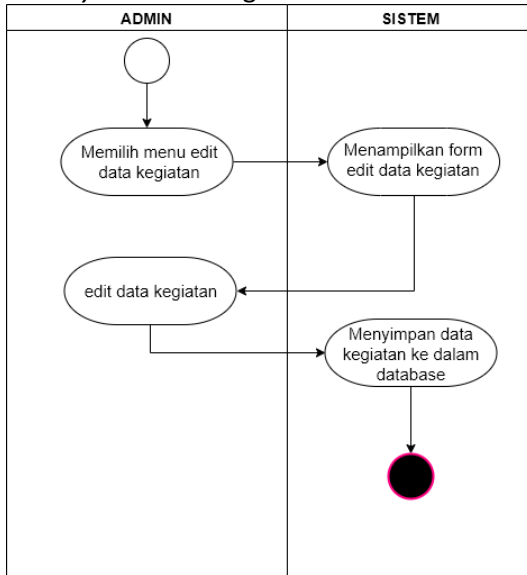 ADMIN
SISTEM
Memilih menu edit
data kegiatan
Menampilkan form
edit data kegiatan
edit data kegiatan
Menyimpan data
kegiatan ke dalam
database